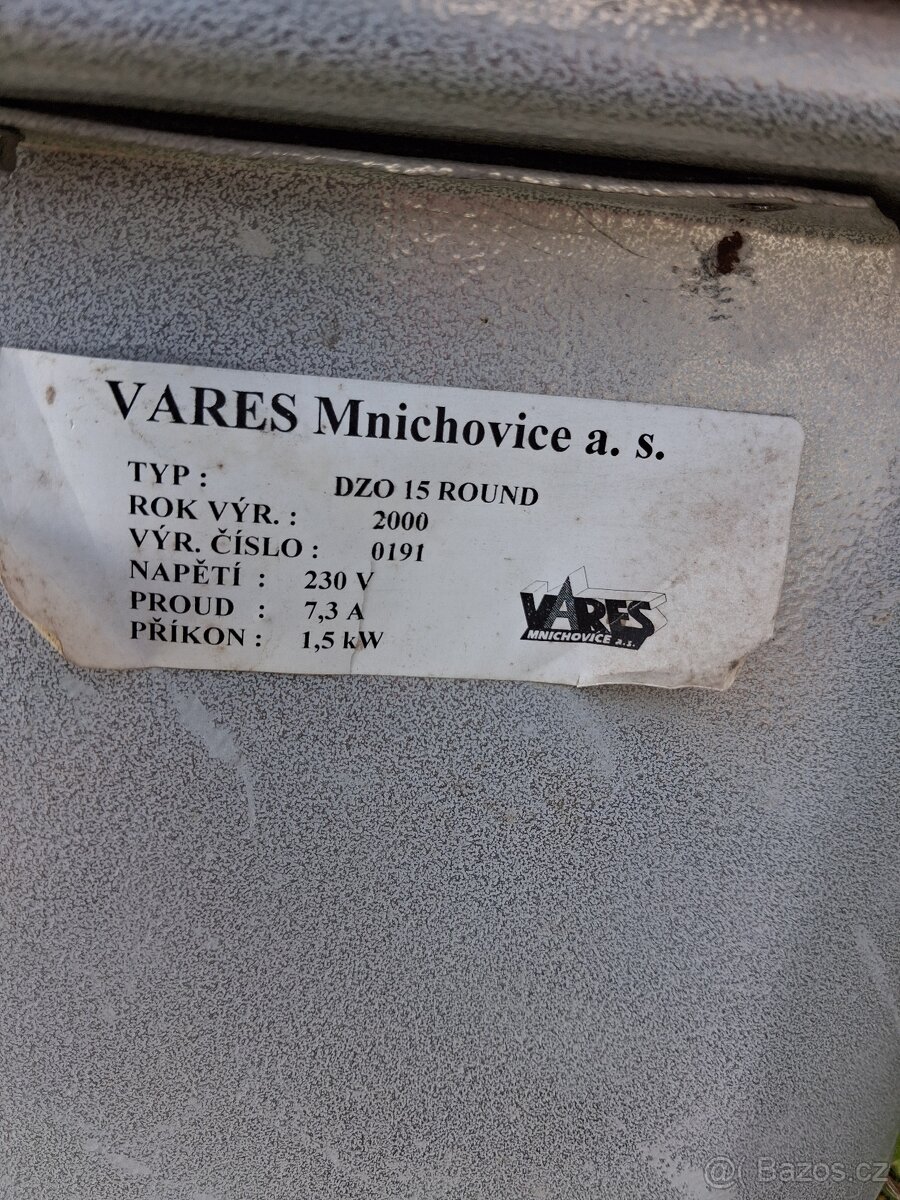 VARES Mnichovice a. s.
TYP : DZO 15 ROUND
ROK VÝR. : 2000
VÝR. ČÍSLO : 0191
NAPĚTÍ : 230 V
PROUD : 7,3 A
PŘÍKON : 1,5 kW
VARES
MNICHOVICE a.s.
@ Bazos.cz